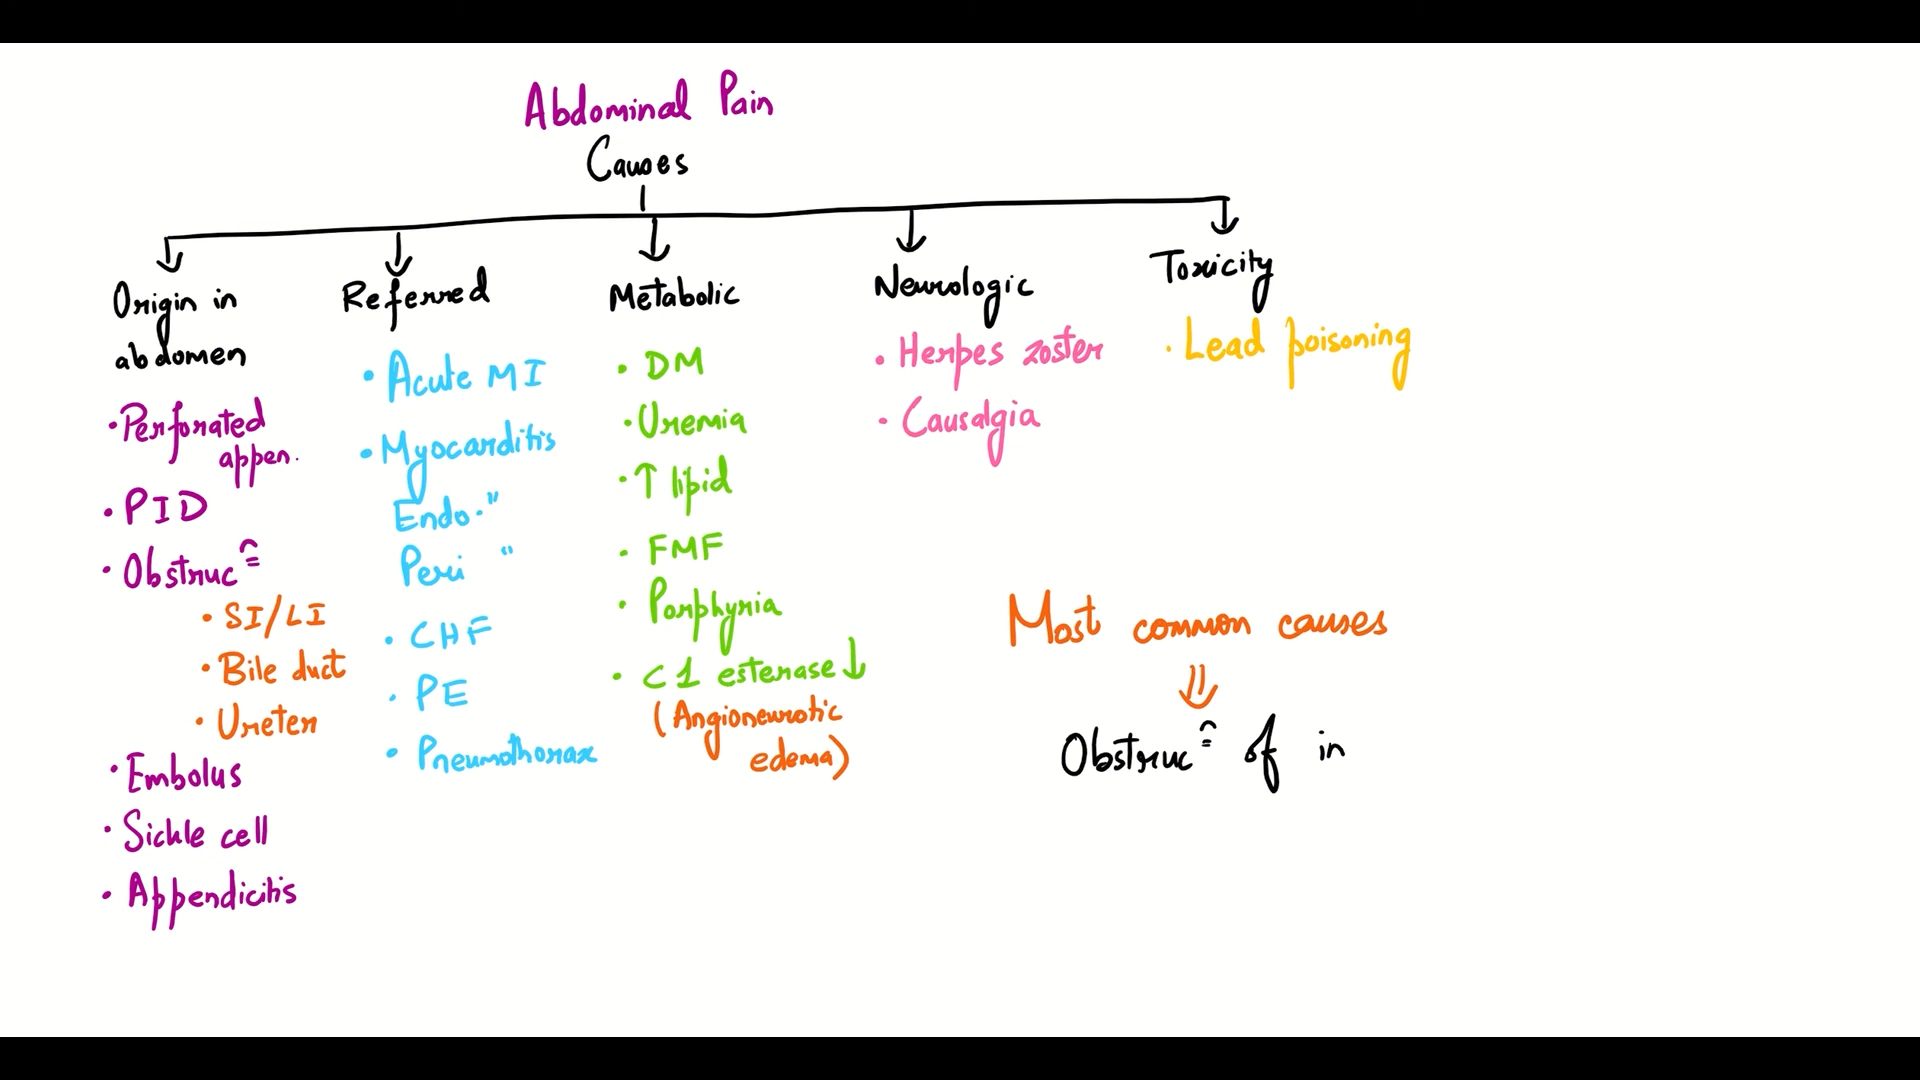 Abdominal Pain
Causes
Origin in
abdomen
• Perforated
appen.
• PID
• Obstruc⁀=
• SI/LI
• Bile duct
• Ureter
• Embolus
• Sickle cell
• Appendicitis
Referred
• Acute MI
• Myocarditis
Endo. "
Peri "
• CHF
• PE
• Pneumothorax
Metabolic
• DM
• Uremia
• ↑ lipid
• FMF
• Porphyria
• C1 esterase ↓
(Angioneurotic
edema)
Neurologic
• Herpes zoster
• Causalgia
Toxicity
• Lead poisoning
Most common causes
⇓
Obstruc⁀= of in